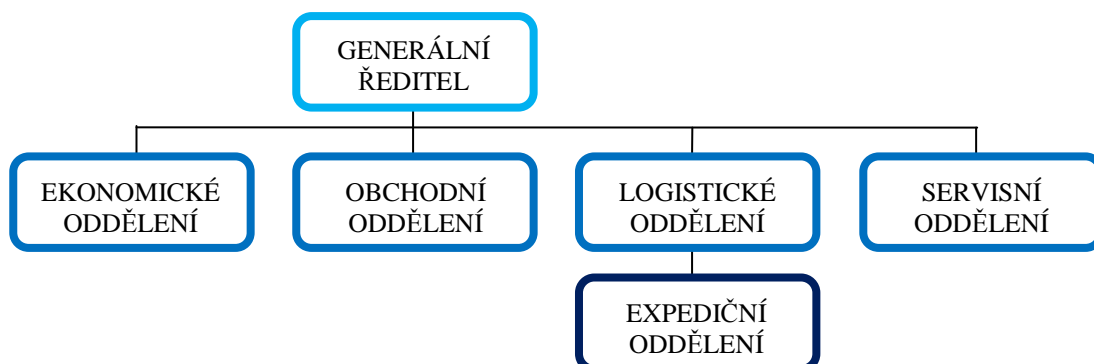 GENERÁLNÍ
ŘEDITEL
EKONOMICKÉ
ODDĚLENÍ
OBCHODNÍ
ODDĚLENÍ
LOGISTICKÉ
ODDĚLENÍ
SERVISNÍ
ODDĚLENÍ
EXPEDIČNÍ
ODDĚLENÍ